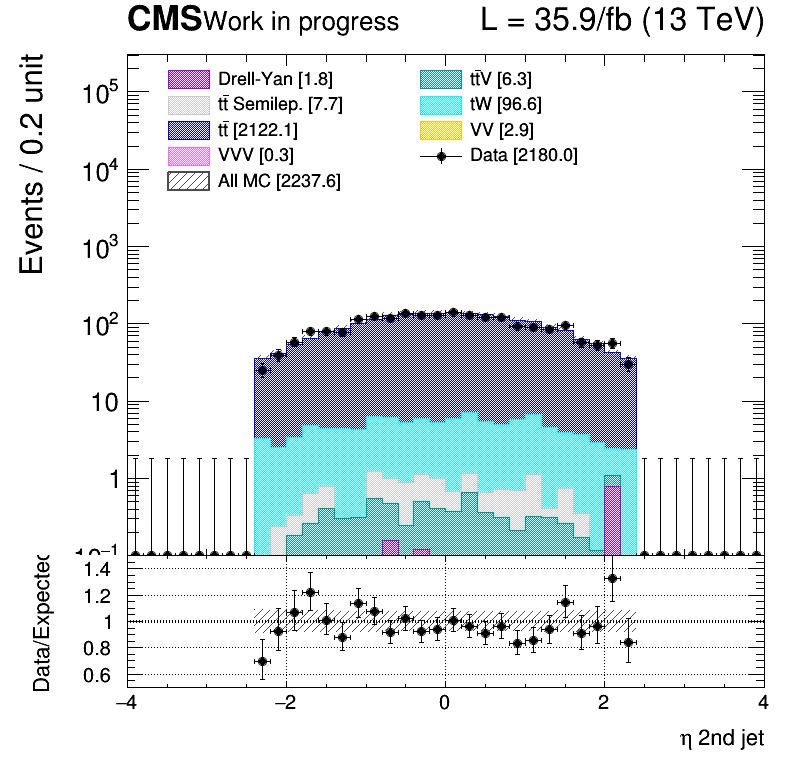 CMS Work in progress L = 35.9/fb (13 TeV)
Events / 0.2 unit
Drell-Yan [1.8]
tt̄ Semilep. [7.7]
tt̄ [2122.1]
VVV [0.3]
All MC [2237.6]
tt̄V [6.3]
tW [96.6]
VV [2.9]
Data [2180.0]
10⁵
10⁴
10³
10²
10
1
10⁻¹
Data/Expected
1.4
1.2
1
0.8
0.6
−4 −2 0 2 4
η 2nd jet